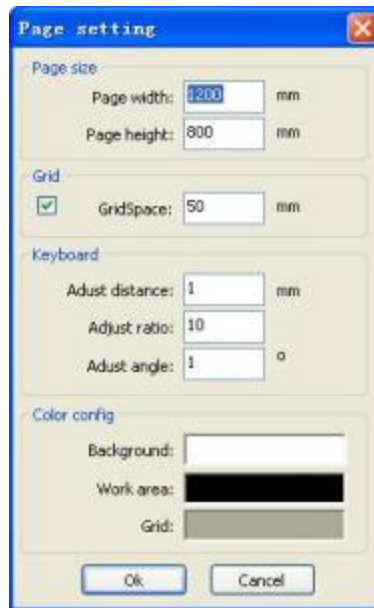 Page setting
Page size
Page width: 1200 mm
Page height: 800 mm
Grid
GridSpace: 50 mm
Keyboard
Adust distance: 1 mm
Adjust ratio: 10
Adust angle: 1 °
Color config
Background:
Work area:
Grid:
Ok Cancel